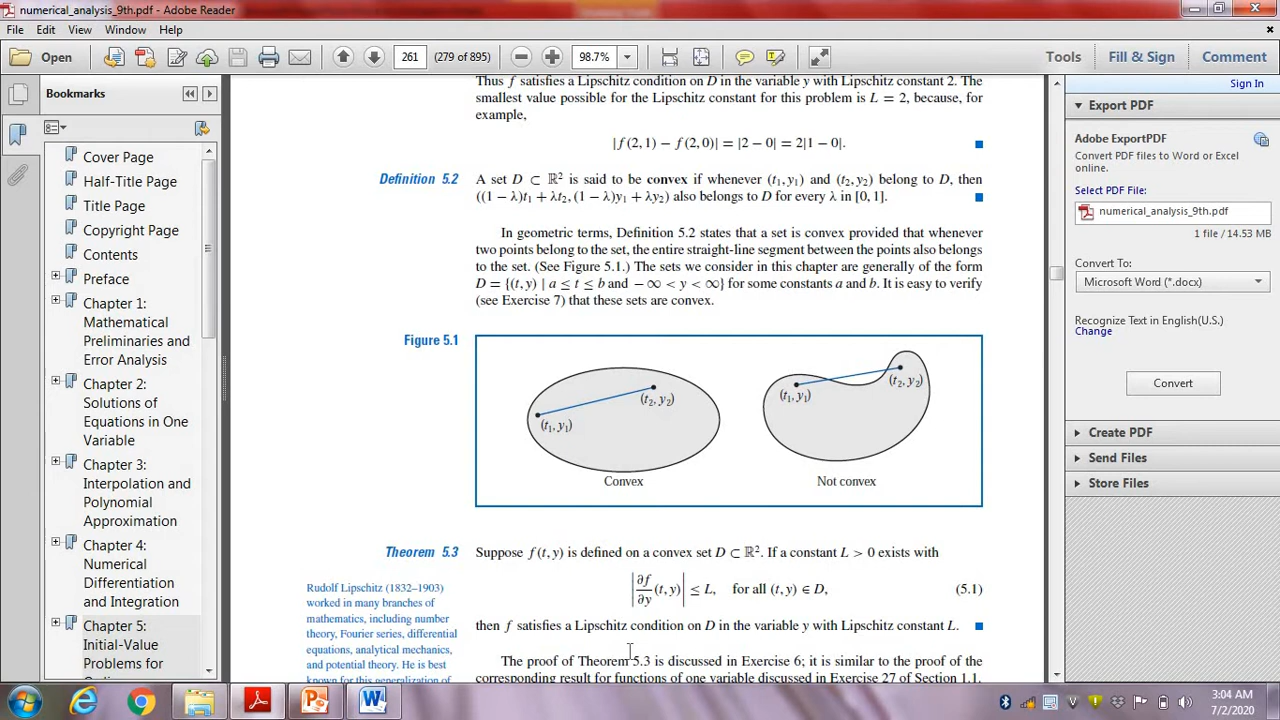 numerical_analysis_9th.pdf - Adobe Reader
File Edit View Window Help
Open 261 (279 of 895) 98.7% Tools Fill & Sign Comment
Bookmarks
Cover Page
Half-Title Page
Title Page
Copyright Page
Contents
Preface
Chapter 1:
Mathematical
Preliminaries and
Error Analysis
Chapter 2:
Solutions of
Equations in One
Variable
Chapter 3:
Interpolation and
Polynomial
Approximation
Chapter 4:
Numerical
Differentiation
and Integration
Chapter 5:
Initial-Value
Problems for
Thus f satisfies a Lipschitz condition on D in the variable y with Lipschitz constant 2. The
smallest value possible for the Lipschitz constant for this problem is L = 2, because, for
example,
|f(2, 1) − f(2, 0)| = |2 − 0| = 2|1 − 0|.
Definition 5.2 A set D ⊂ ℝ² is said to be convex if whenever (t₁, y₁) and (t₂, y₂) belong to D, then
((1 − λ)t₁ + λt₂, (1 − λ)y₁ + λy₂) also belongs to D for every λ in [0, 1].
In geometric terms, Definition 5.2 states that a set is convex provided that whenever
two points belong to the set, the entire straight-line segment between the points also belongs
to the set. (See Figure 5.1.) The sets we consider in this chapter are generally of the form
D = {(t, y) | a ≤ t ≤ b and − ∞ < y < ∞} for some constants a and b. It is easy to verify
(see Exercise 7) that these sets are convex.
Figure 5.1
(t₁, y₁)
(t₂, y₂)
Convex
(t₁, y₁)
(t₂, y₂)
Not convex
Theorem 5.3 Suppose f(t, y) is defined on a convex set D ⊂ ℝ². If a constant L > 0 exists with
|∂f/∂y (t, y)| ≤ L, for all (t, y) ∈ D, (5.1)
then f satisfies a Lipschitz condition on D in the variable y with Lipschitz constant L.
Rudolf Lipschitz (1832–1903)
worked in many branches of
mathematics, including number
theory, Fourier series, differential
equations, analytical mechanics,
and potential theory. He is best
known for this generalization of
The proof of Theorem 5.3 is discussed in Exercise 6; it is similar to the proof of the
corresponding result for functions of one variable discussed in Exercise 27 of Section 1.1.
Sign In
Export PDF
Adobe ExportPDF
Convert PDF files to Word or Excel
online.
Select PDF File:
numerical_analysis_9th.pdf
1 file / 14.53 MB
Convert To:
Microsoft Word (*.docx)
Recognize Text in English(U.S.)
Change
Convert
Create PDF
Send Files
Store Files
3:04 AM
7/2/2020